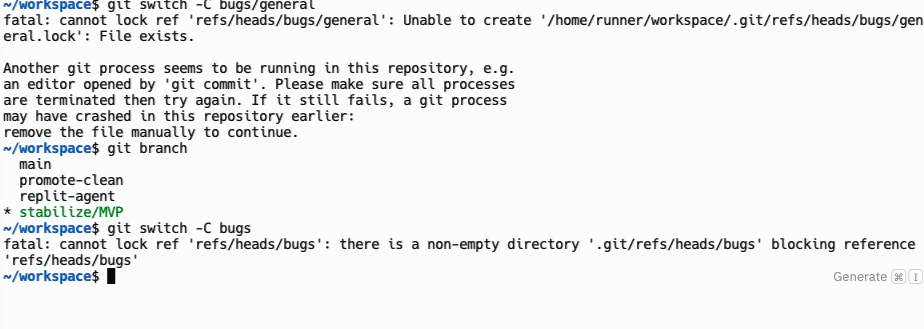 ~/workspace$ git switch -C bugs/general
fatal: cannot lock ref 'refs/heads/bugs/general': Unable to create '/home/runner/workspace/.git/refs/heads/bugs/gen
eral.lock': File exists.

Another git process seems to be running in this repository, e.g.
an editor opened by 'git commit'. Please make sure all processes
are terminated then try again. If it still fails, a git process
may have crashed in this repository earlier:
remove the file manually to continue.
~/workspace$ git branch
  main
  promote-clean
  replit-agent
* stabilize/MVP
~/workspace$ git switch -C bugs
fatal: cannot lock ref 'refs/heads/bugs': there is a non-empty directory '.git/refs/heads/bugs' blocking reference
'refs/heads/bugs'
~/workspace$
Generate ⌘ I